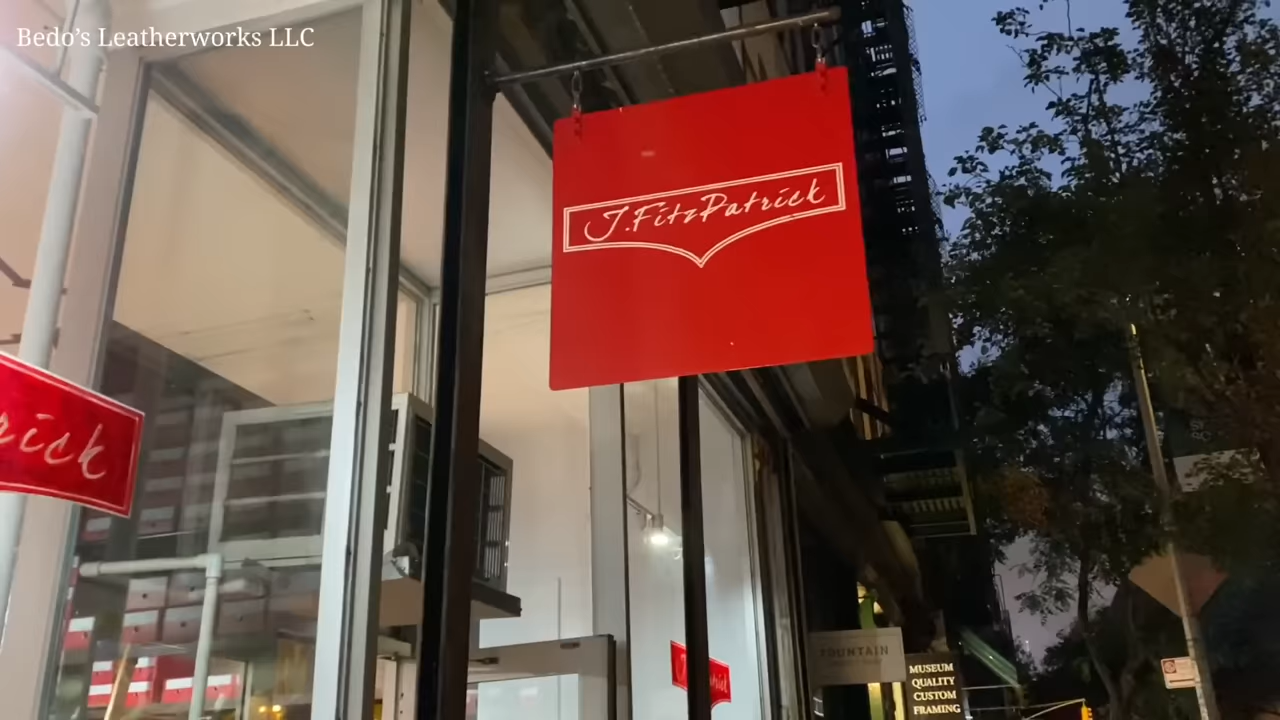 Bedo's Leatherworks LLC
J.FitzPatrick
rick
FOUNTAIN
MUSEUM
QUALITY
CUSTOM
FRAMING